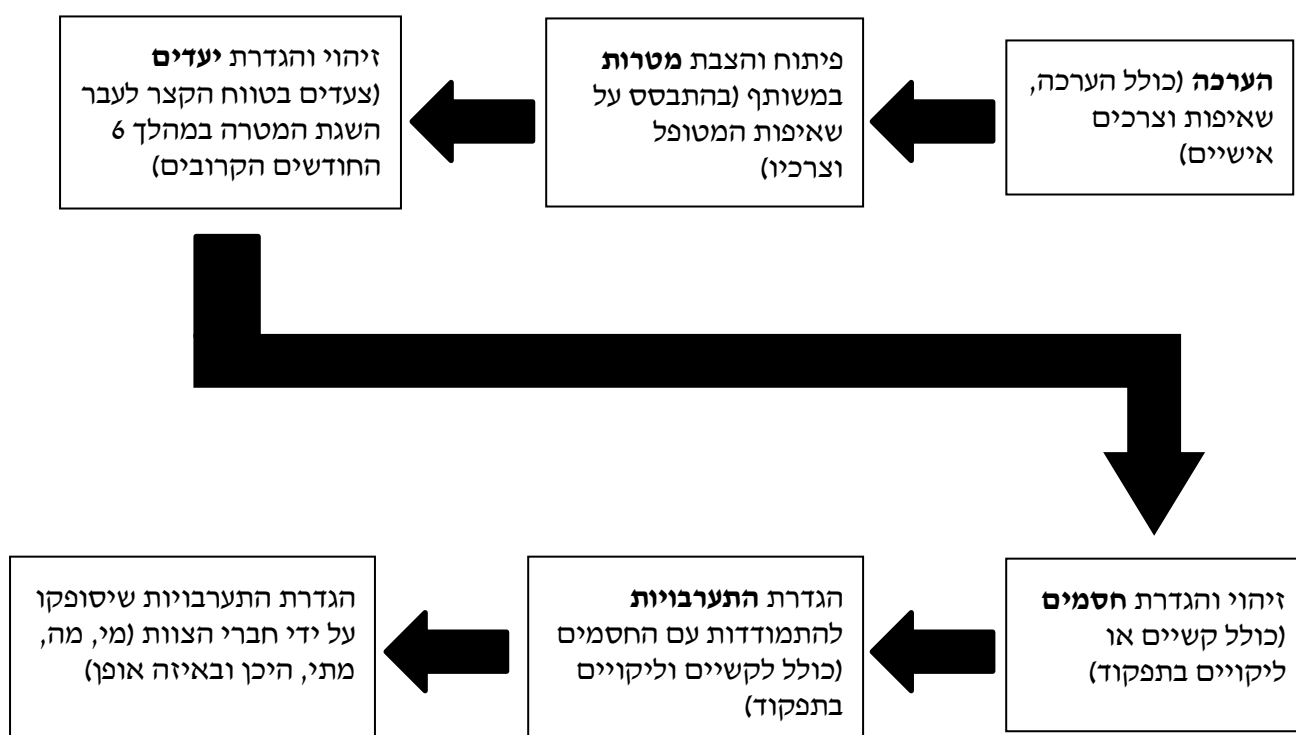 הערכה (כולל הערכה,
שאיפות וצרכים
אישיים)
פיתוח והצבת מטרות
במשותף (בהתבסס על
שאיפות המטופל
וצרכיו)
זיהוי והגדרת יעדים
(צעדים בטווח הקצר לעבר
השגת המטרה במהלך 6
החודשים הקרובים)
זיהוי והגדרת חסמים
(כולל קשיים או
ליקויים בתפקוד)
הגדרת התערבויות
להתמודדות עם החסמים
(כולל לקשיים וליקויים
בתפקוד)
הגדרת התערבויות שיסופקו
על ידי חברי הצוות (מי, מה,
מתי, היכן ובאיזה אופן)